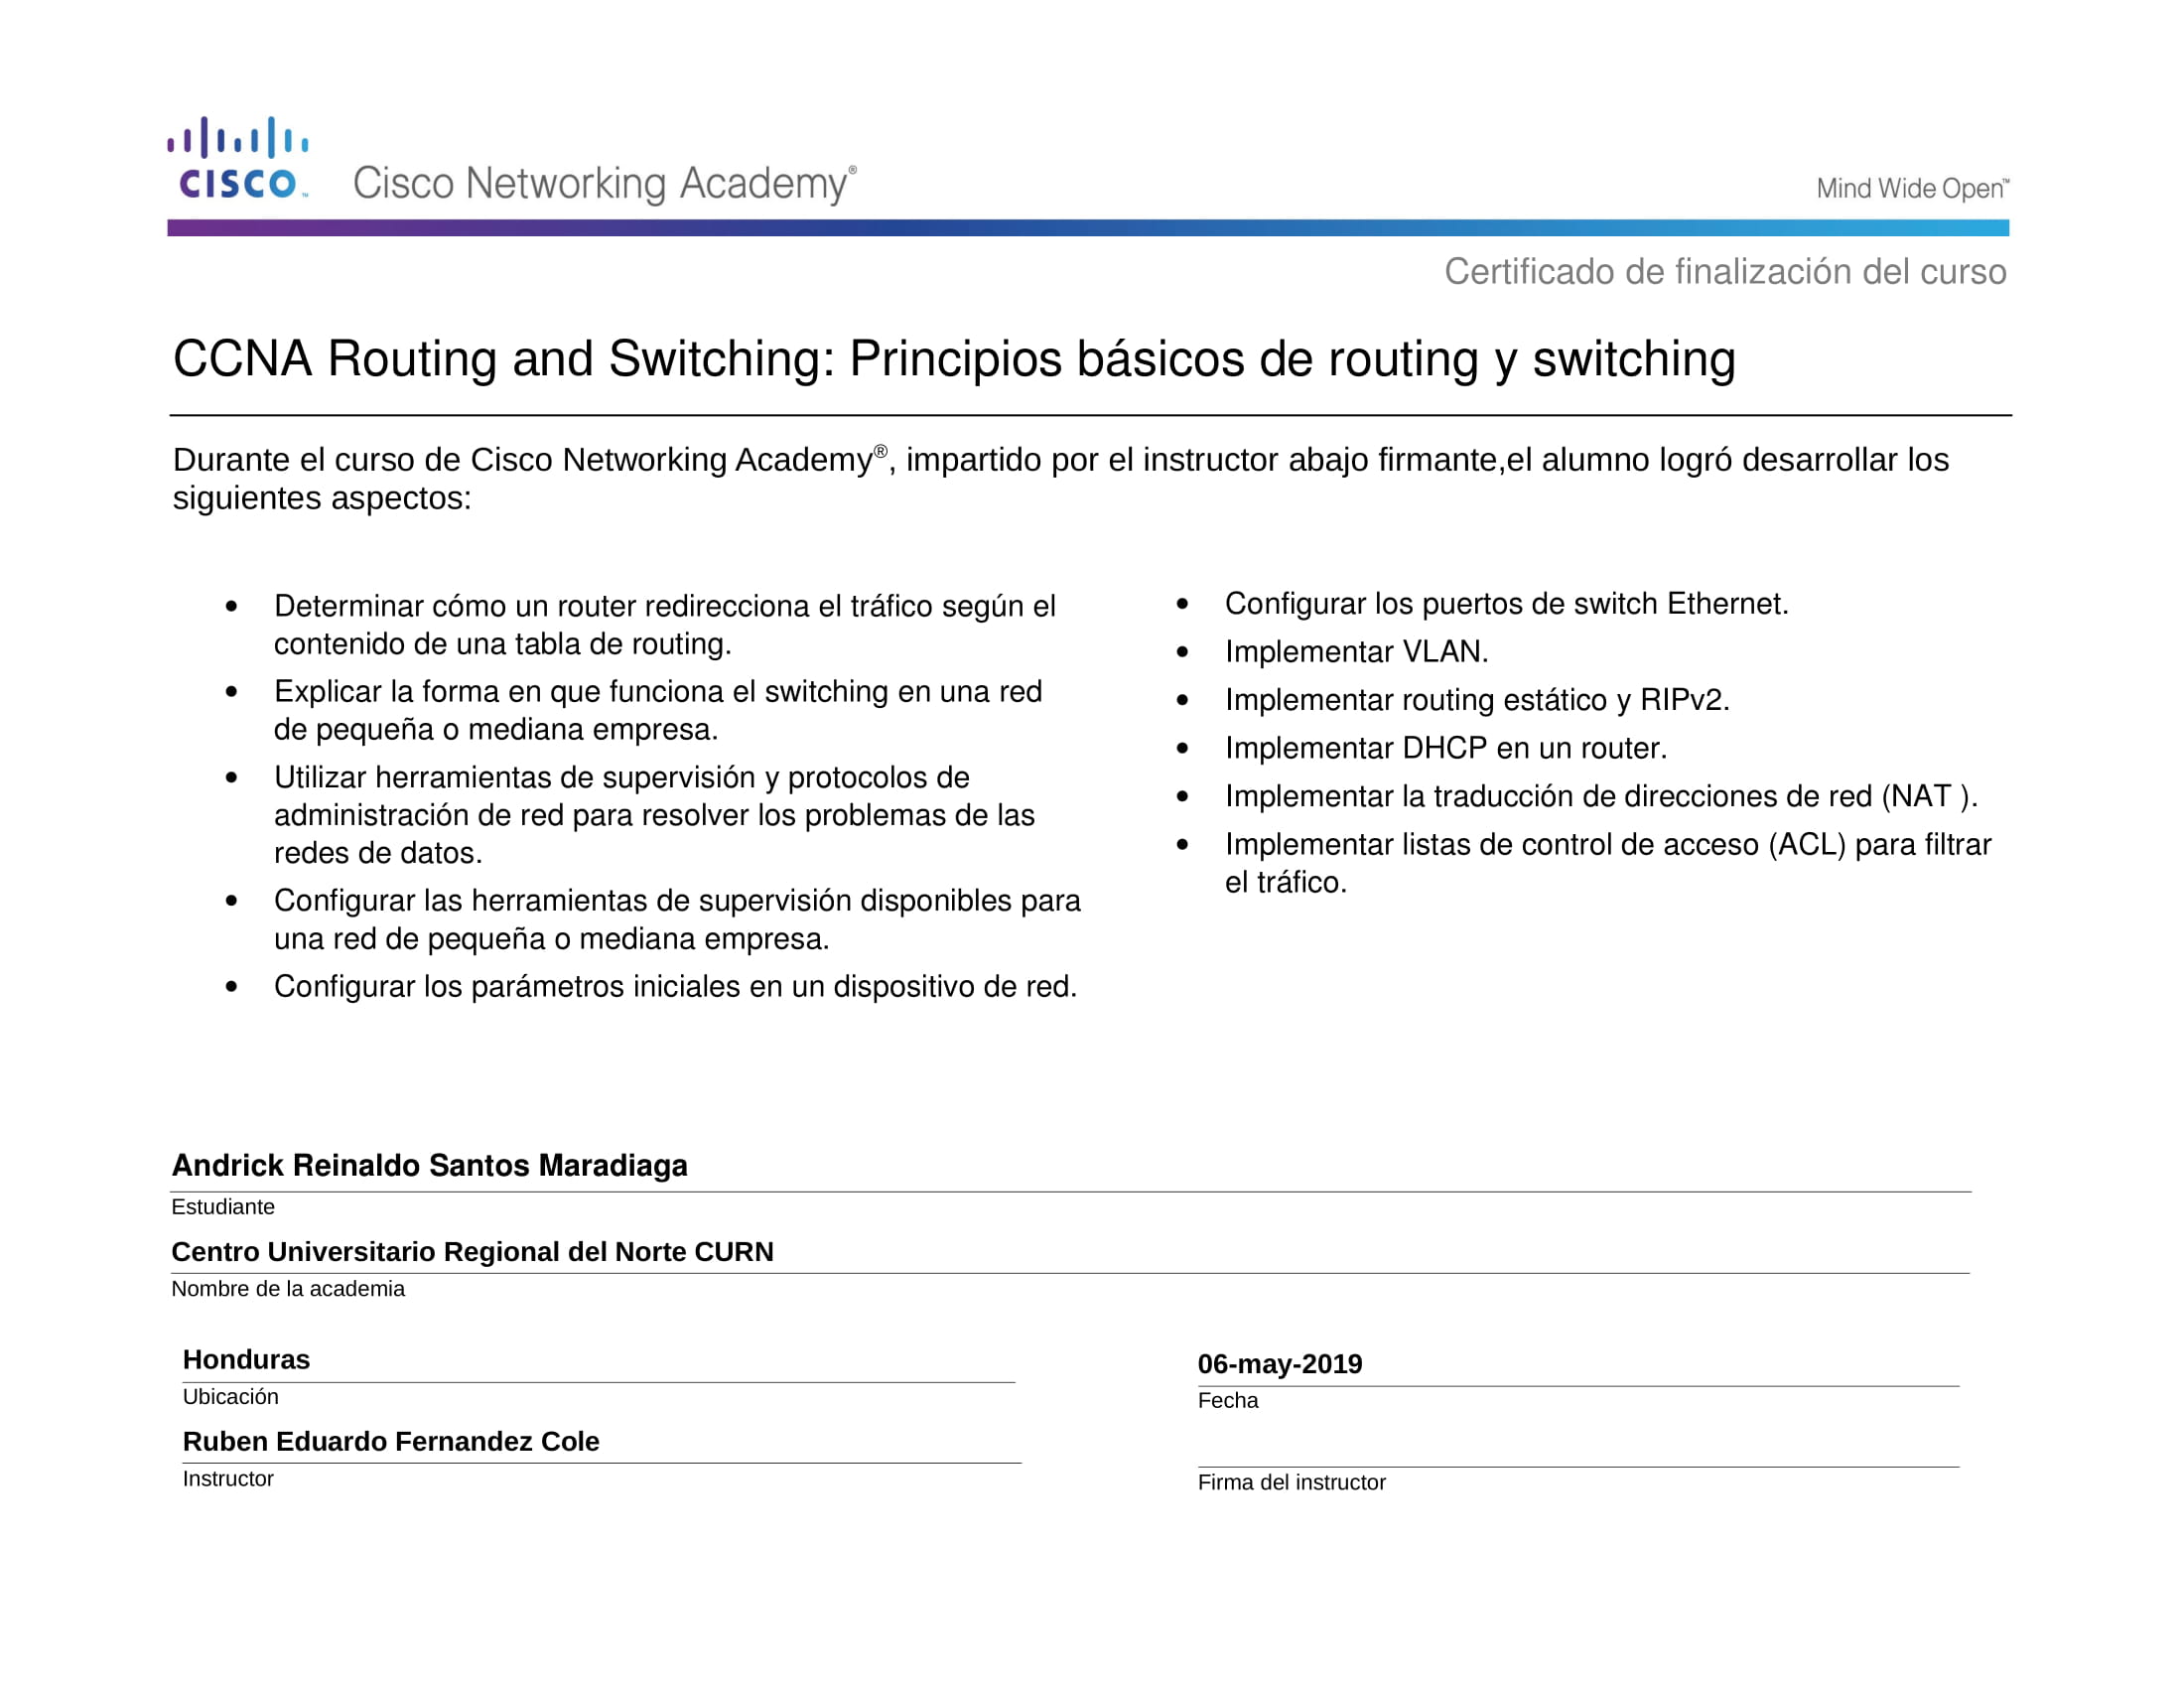 CISCO™
Cisco Networking Academy®
Mind Wide Open™
Certificado de finalización del curso
CCNA Routing and Switching: Principios básicos de routing y switching
Durante el curso de Cisco Networking Academy®, impartido por el instructor abajo firmante,el alumno logró desarrollar los
siguientes aspectos:
• Determinar cómo un router redirecciona el tráfico según el
contenido de una tabla de routing.
• Explicar la forma en que funciona el switching en una red
de pequeña o mediana empresa.
• Utilizar herramientas de supervisión y protocolos de
administración de red para resolver los problemas de las
redes de datos.
• Configurar las herramientas de supervisión disponibles para
una red de pequeña o mediana empresa.
• Configurar los parámetros iniciales en un dispositivo de red.
• Configurar los puertos de switch Ethernet.
• Implementar VLAN.
• Implementar routing estático y RIPv2.
• Implementar DHCP en un router.
• Implementar la traducción de direcciones de red (NAT ).
• Implementar listas de control de acceso (ACL) para filtrar
el tráfico.
Andrick Reinaldo Santos Maradiaga
Estudiante
Centro Universitario Regional del Norte CURN
Nombre de la academia
Honduras
Ubicación
06-may-2019
Fecha
Ruben Eduardo Fernandez Cole
Instructor
Firma del instructor